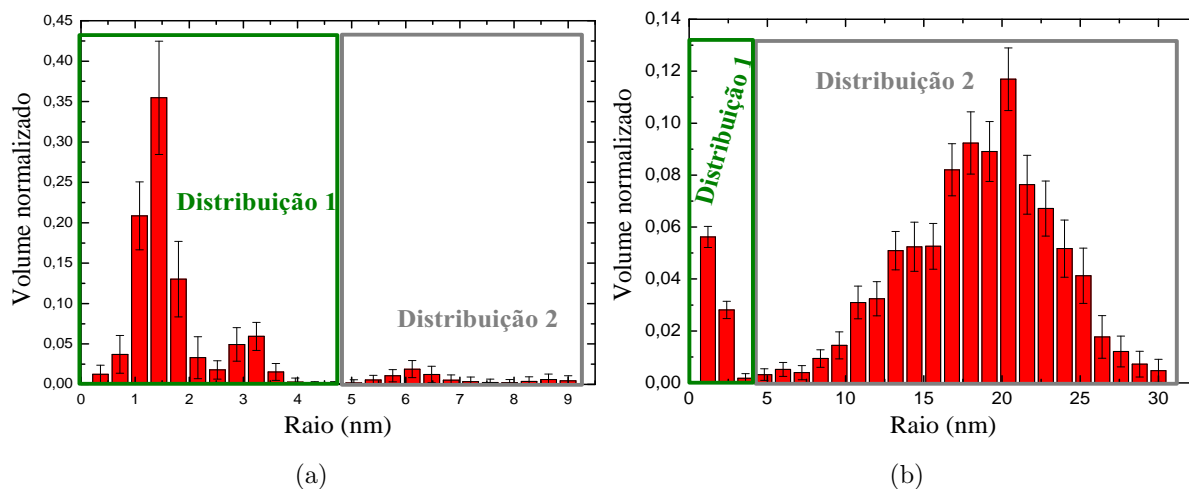 0,45
0,40
0,35
0,30
0,25
0,20
0,15
0,10
0,05
0,00
Volume normalizado
Distribuição 1
Distribuição 2
0 1 2 3 4 5 6 7 8 9
Raio (nm)
(a)
0,14
0,12
0,10
0,08
0,06
0,04
0,02
0,00
Volume normalizado
Distribuição 1
Distribuição 2
0 5 10 15 20 25 30
Raio (nm)
(b)